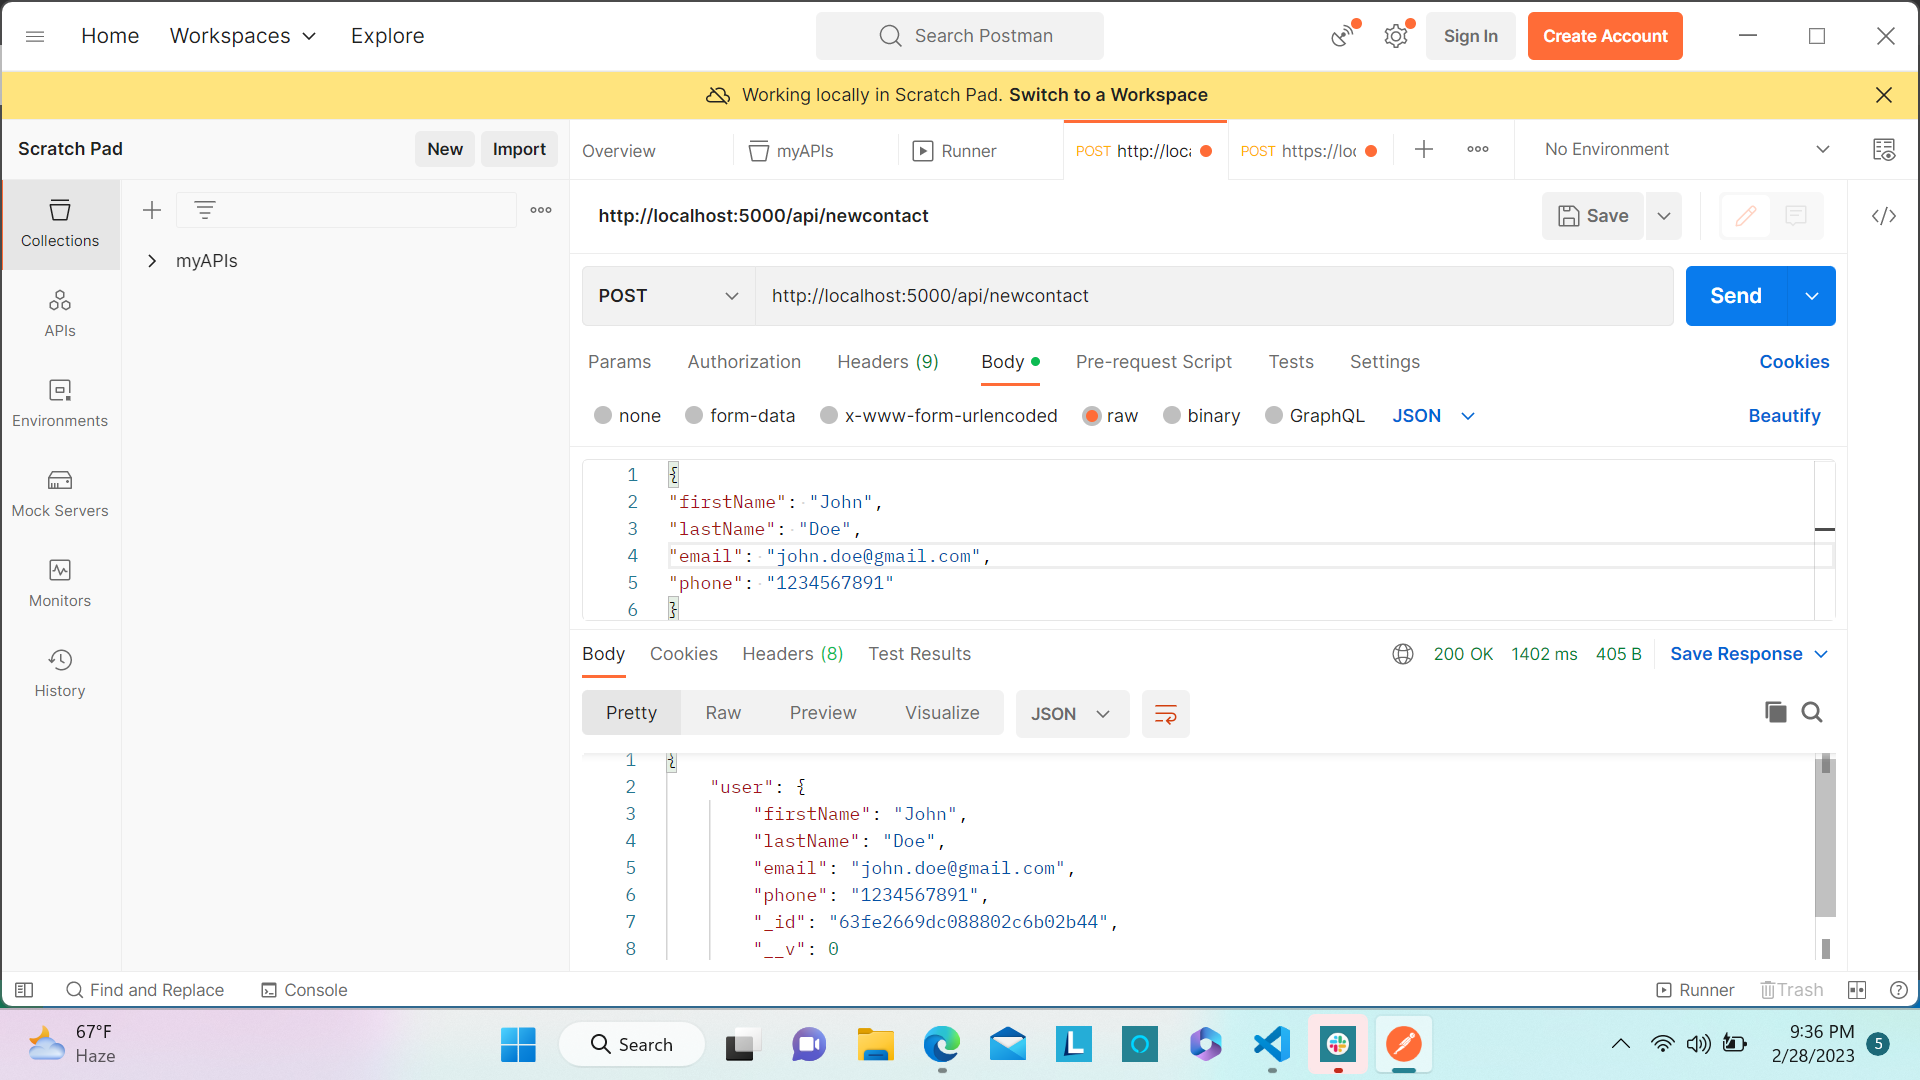 Home Workspaces Explore Search Postman Sign In Create Account
Working locally in Scratch Pad. Switch to a Workspace
Scratch Pad New Import Overview myAPIs Runner POST http://loc POST https://loc No Environment
Collections
APIs
Environments
Mock Servers
Monitors
History
myAPIs
http://localhost:5000/api/newcontact Save
POST http://localhost:5000/api/newcontact Send
Params Authorization Headers (9) Body Pre-request Script Tests Settings Cookies
none form-data x-www-form-urlencoded raw binary GraphQL JSON Beautify
1 {
2 "firstName": "John",
3 "lastName": "Doe",
4 "email": "john.doe@gmail.com",
5 "phone": "1234567891"
6 }
Body Cookies Headers (8) Test Results 200 OK 1402 ms 405 B Save Response
Pretty Raw Preview Visualize JSON
1 {
2 "user": {
3 "firstName": "John",
4 "lastName": "Doe",
5 "email": "john.doe@gmail.com",
6 "phone": "1234567891",
7 "_id": "63fe2669dc088802c6b02b44",
8 "__v": 0
Find and Replace Console Runner Trash
67°F
Haze
Search
L
9:36 PM
2/28/2023
5